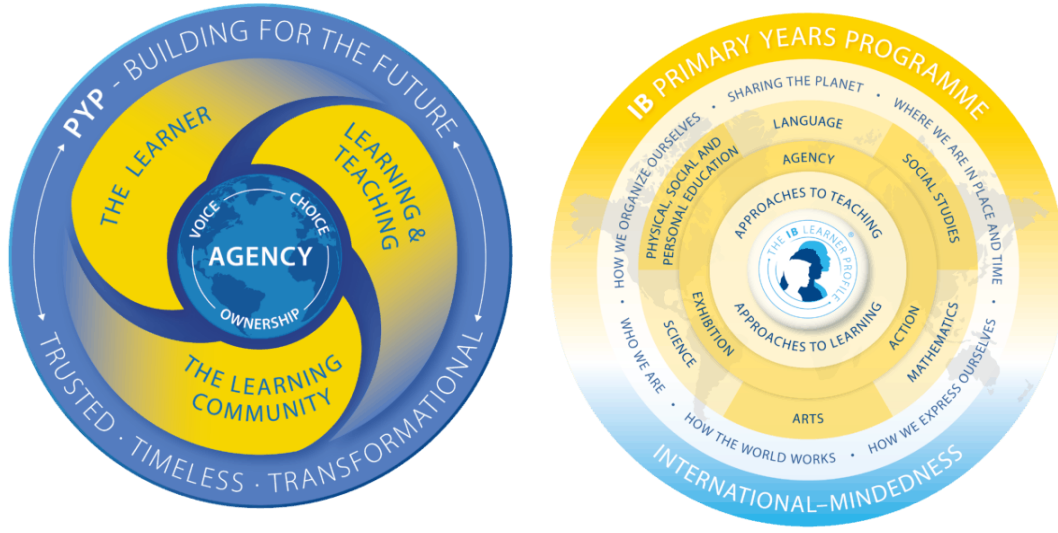 PYP - BUILDING FOR THE FUTURE
THE LEARNER
LEARNING &
TEACHING
VOICE
CHOICE
AGENCY
OWNERSHIP
THE LEARNING
COMMUNITY
TRUSTED · TIMELESS · TRANSFORMATIONAL
IB PRIMARY YEARS PROGRAMME
HOW WE ORGANIZE OURSELVES • SHARING THE PLANET • WHERE WE ARE IN PLACE AND TIME •
LANGUAGE
PHYSICAL, SOCIAL AND
PERSONAL EDUCATION
SOCIAL STUDIES
AGENCY
APPROACHES TO TEACHING
THE IB LEARNER PROFILE
®
APPROACHES TO LEARNING
EXHIBITION
ACTION
SCIENCE
MATHEMATICS
ARTS
• WHO WE ARE • HOW THE WORLD WORKS • HOW WE EXPRESS OURSELVES
INTERNATIONAL–MINDEDNESS